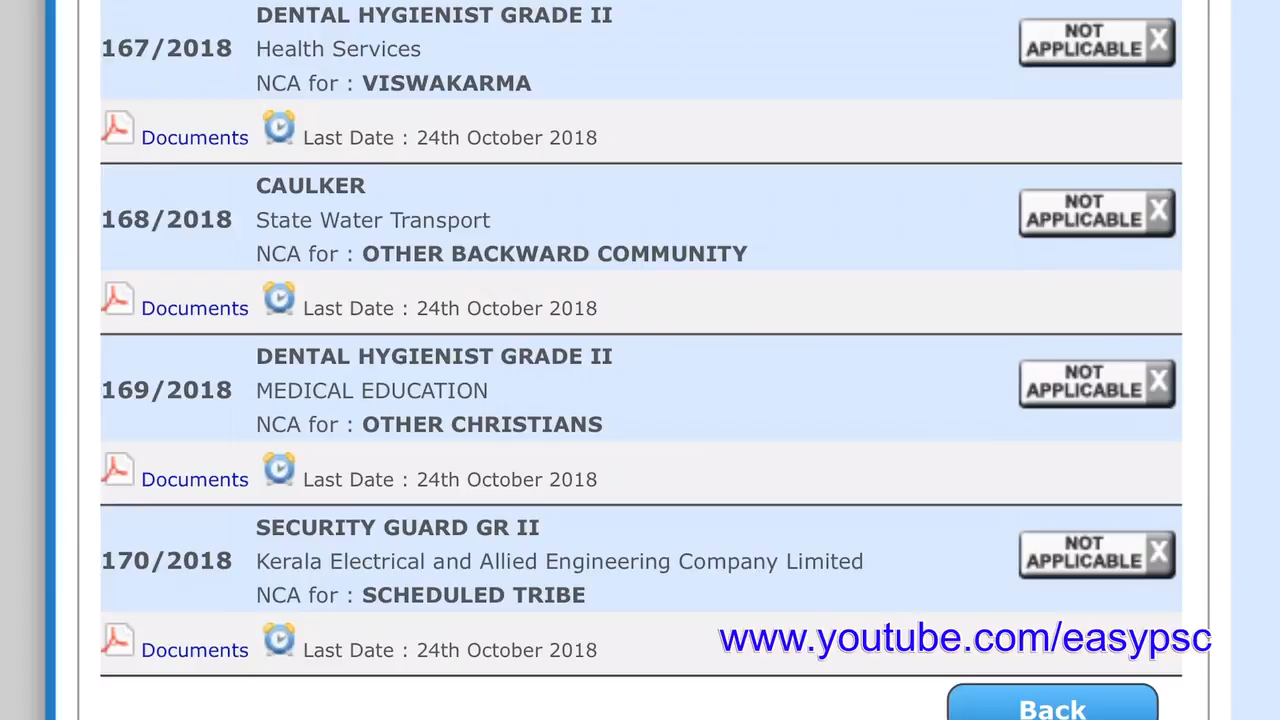 DENTAL HYGIENIST GRADE II
167/2018 Health Services
NCA for : VISWAKARMA
NOT APPLICABLE X
Documents Last Date : 24th October 2018
CAULKER
168/2018 State Water Transport
NCA for : OTHER BACKWARD COMMUNITY
NOT APPLICABLE X
Documents Last Date : 24th October 2018
DENTAL HYGIENIST GRADE II
169/2018 MEDICAL EDUCATION
NCA for : OTHER CHRISTIANS
NOT APPLICABLE X
Documents Last Date : 24th October 2018
SECURITY GUARD GR II
170/2018 Kerala Electrical and Allied Engineering Company Limited
NCA for : SCHEDULED TRIBE
NOT APPLICABLE X
Documents Last Date : 24th October 2018
www.youtube.com/easypsc
Back